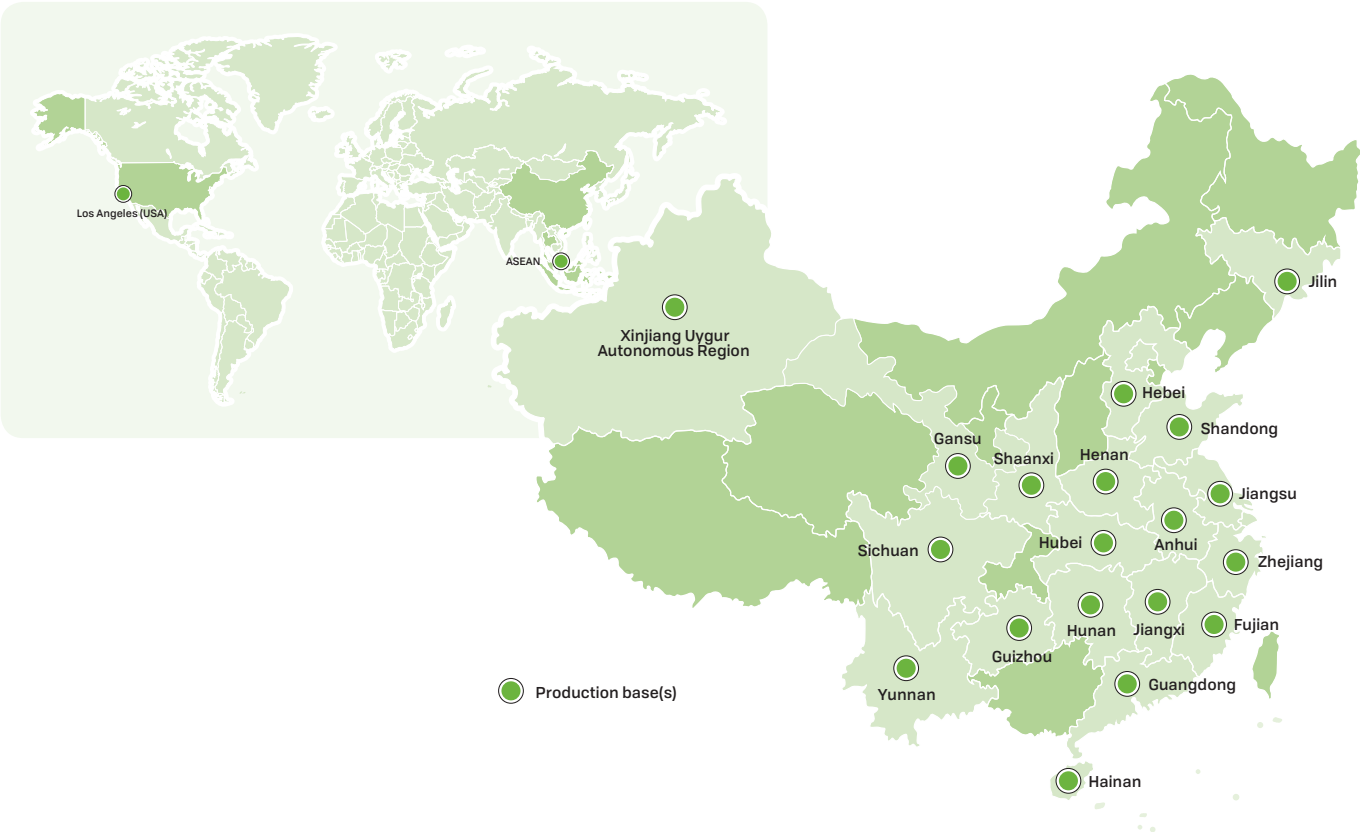 Los Angeles (USA)
ASEAN
Xinjiang Uygur
Autonomous Region
Jilin
Hebei
Shandong
Gansu
Shaanxi
Henan
Jiangsu
Sichuan
Hubei
Anhui
Zhejiang
Hunan
Jiangxi
Fujian
Guizhou
Yunnan
Guangdong
Production base(s)
Hainan